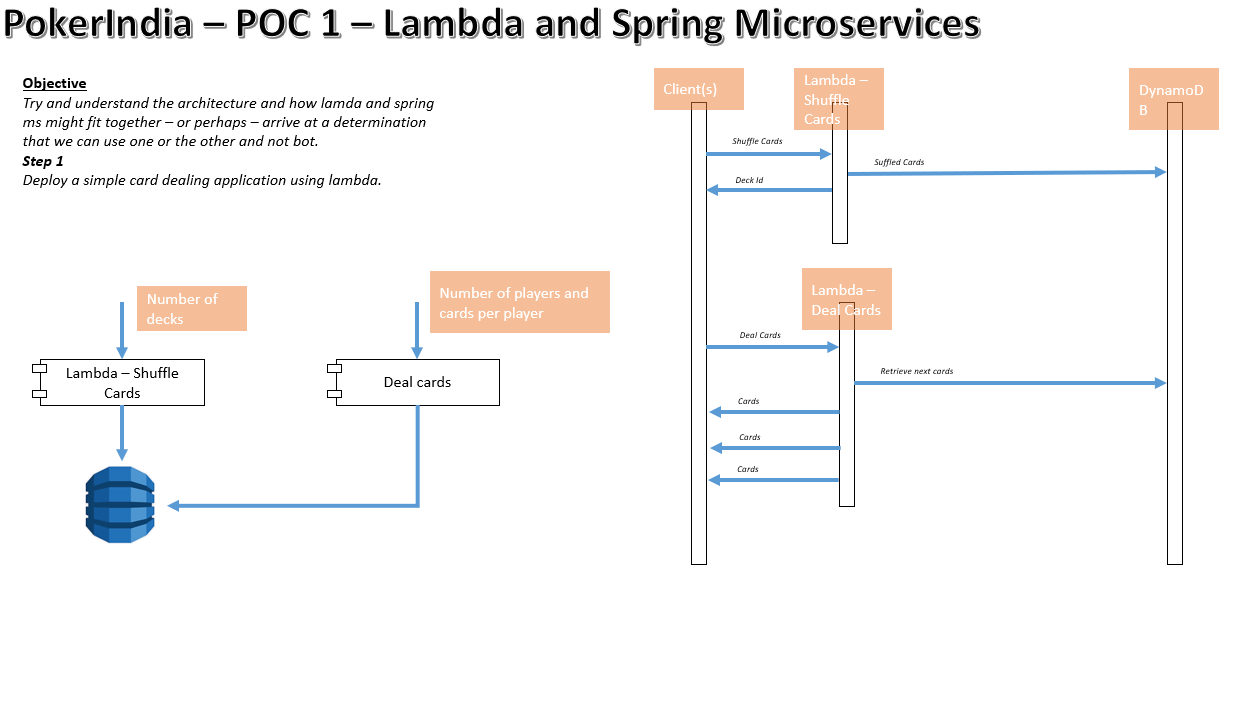 PokerIndia – POC 1 – Lambda and Spring Microservices
Objective
Try and understand the architecture and how lamda and spring
ms might fit together – or perhaps – arrive at a determination
that we can use one or the other and not bot.
Step 1
Deploy a simple card dealing application using lambda.
Number of
decks
Number of players and
cards per player
Lambda – Shuffle
Cards
Deal cards
Client(s)
Lambda –
Shuffle
Cards
DynamoD
B
Shuffle Cards
Suffled Cards
Deck Id
Lambda –
Deal Cards
Deal Cards
Retrieve next cards
Cards
Cards
Cards